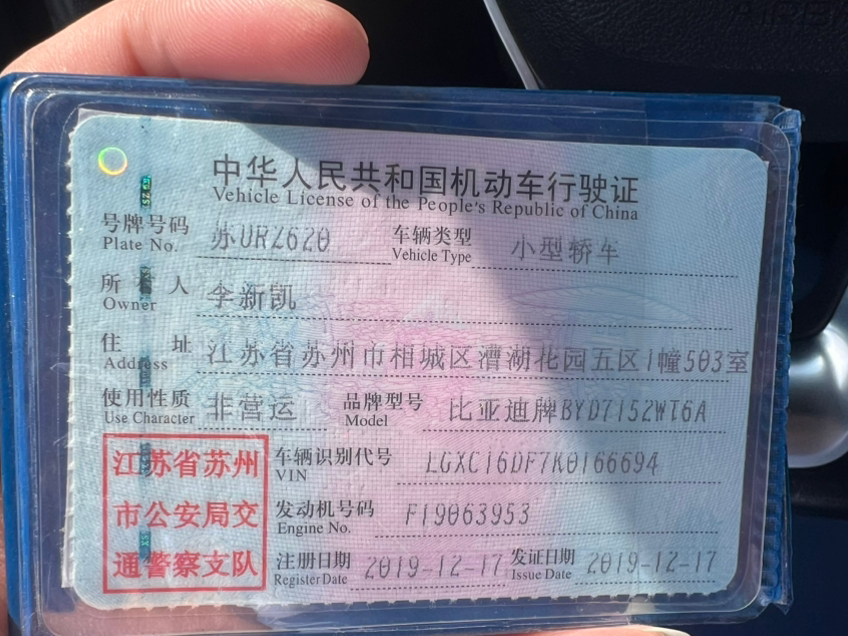 中华人民共和国机动车行驶证
Vehicle License of the People's Republic of China
号牌号码 苏URZ620 车辆类型 小型轿车
Plate No. Vehicle Type
所有人 李新凯
Owner
住址 江苏省苏州市相城区漕湖花园五区1幢503室
Address
使用性质 非营运 品牌型号 比亚迪牌BYD7152WT6A
Use Character Model
江苏省苏州 车辆识别代号 LGXC16DF7K0166694
VIN
市公安局交 发动机号码 F19063953
Engine No.
通警察支队 注册日期 2019-12-17 发证日期 2019-12-17
Register Date Issue Date